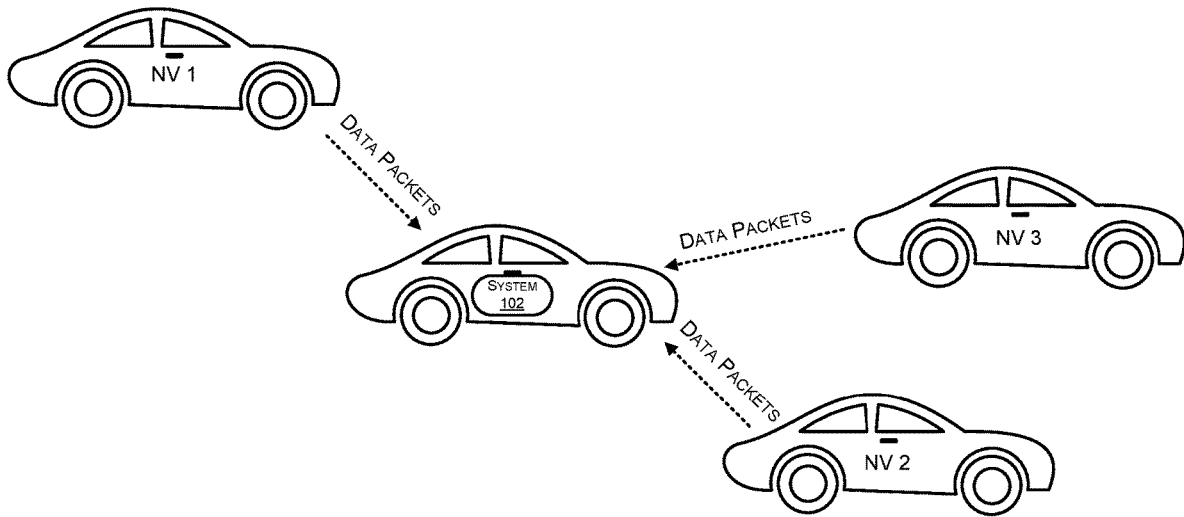 NV 1
DATA PACKETS
DATA PACKETS
NV 3
SYSTEM
102
DATA PACKETS
NV 2